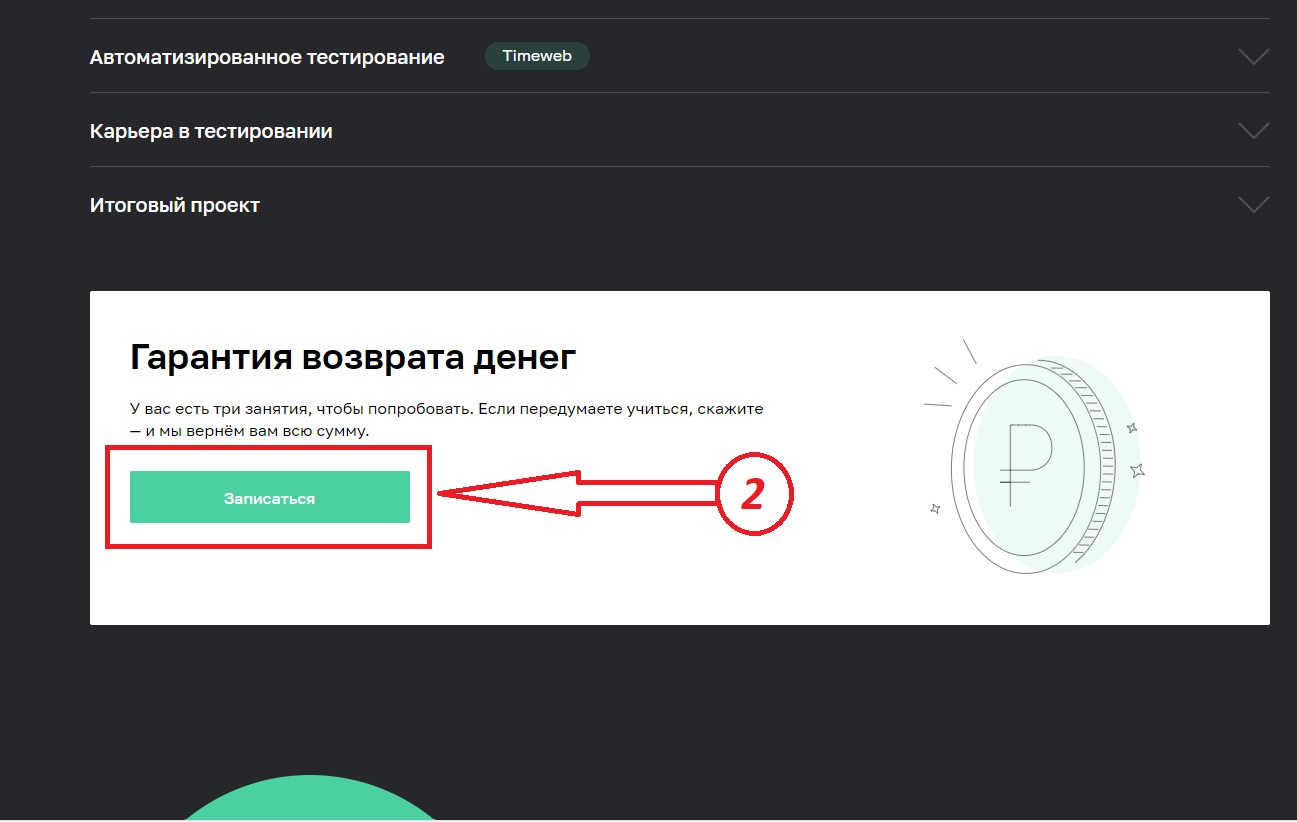 Автоматизированное тестирование Timeweb
Карьера в тестировании
Итоговый проект
Гарантия возврата денег
У вас есть три занятия, чтобы попробовать. Если передумаете учиться, скажите
— и мы вернём вам всю сумму.
Записаться
2